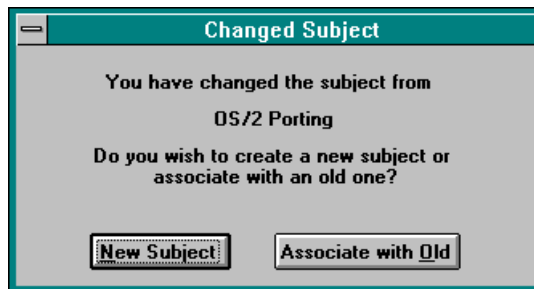 Changed Subject
You have changed the subject from
OS/2 Porting
Do you wish to create a new subject or
associate with an old one?
New Subject
Associate with Old